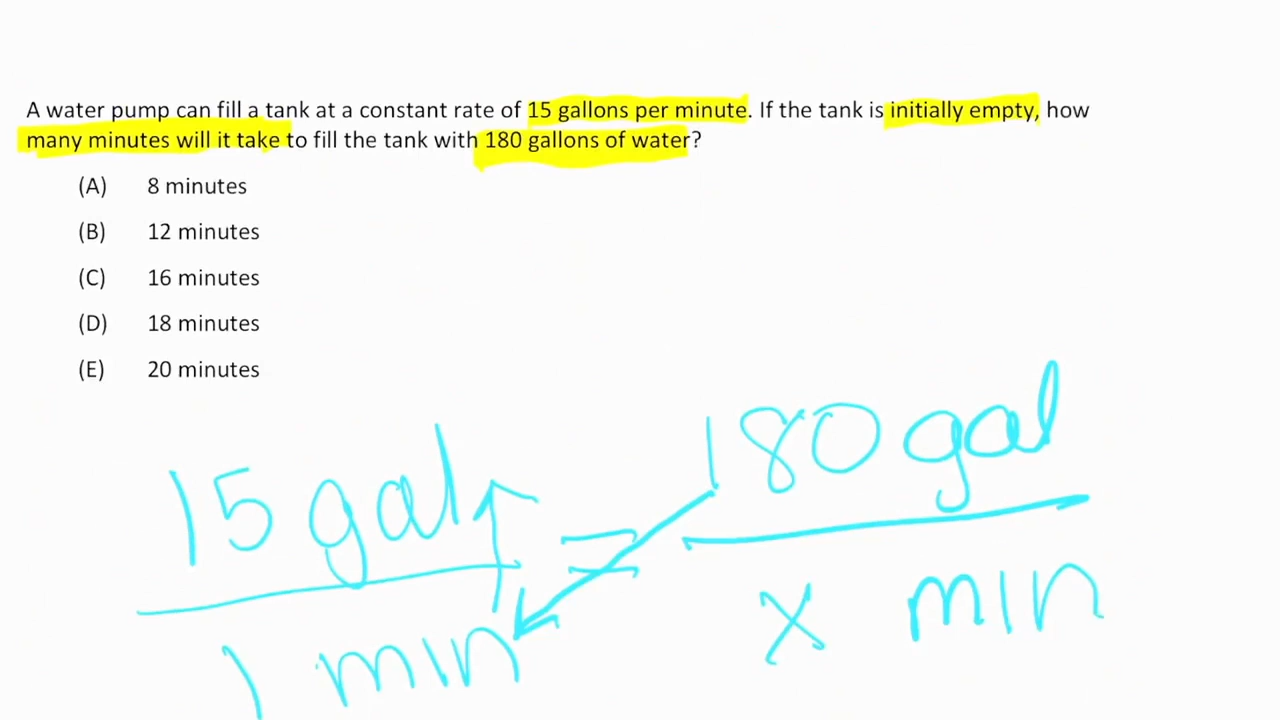 A water pump can fill a tank at a constant rate of 15 gallons per minute. If the tank is initially empty, how
many minutes will it take to fill the tank with 180 gallons of water?
(A) 8 minutes
(B) 12 minutes
(C) 16 minutes
(D) 18 minutes
(E) 20 minutes
15 gal = 180 gal
1 min x min